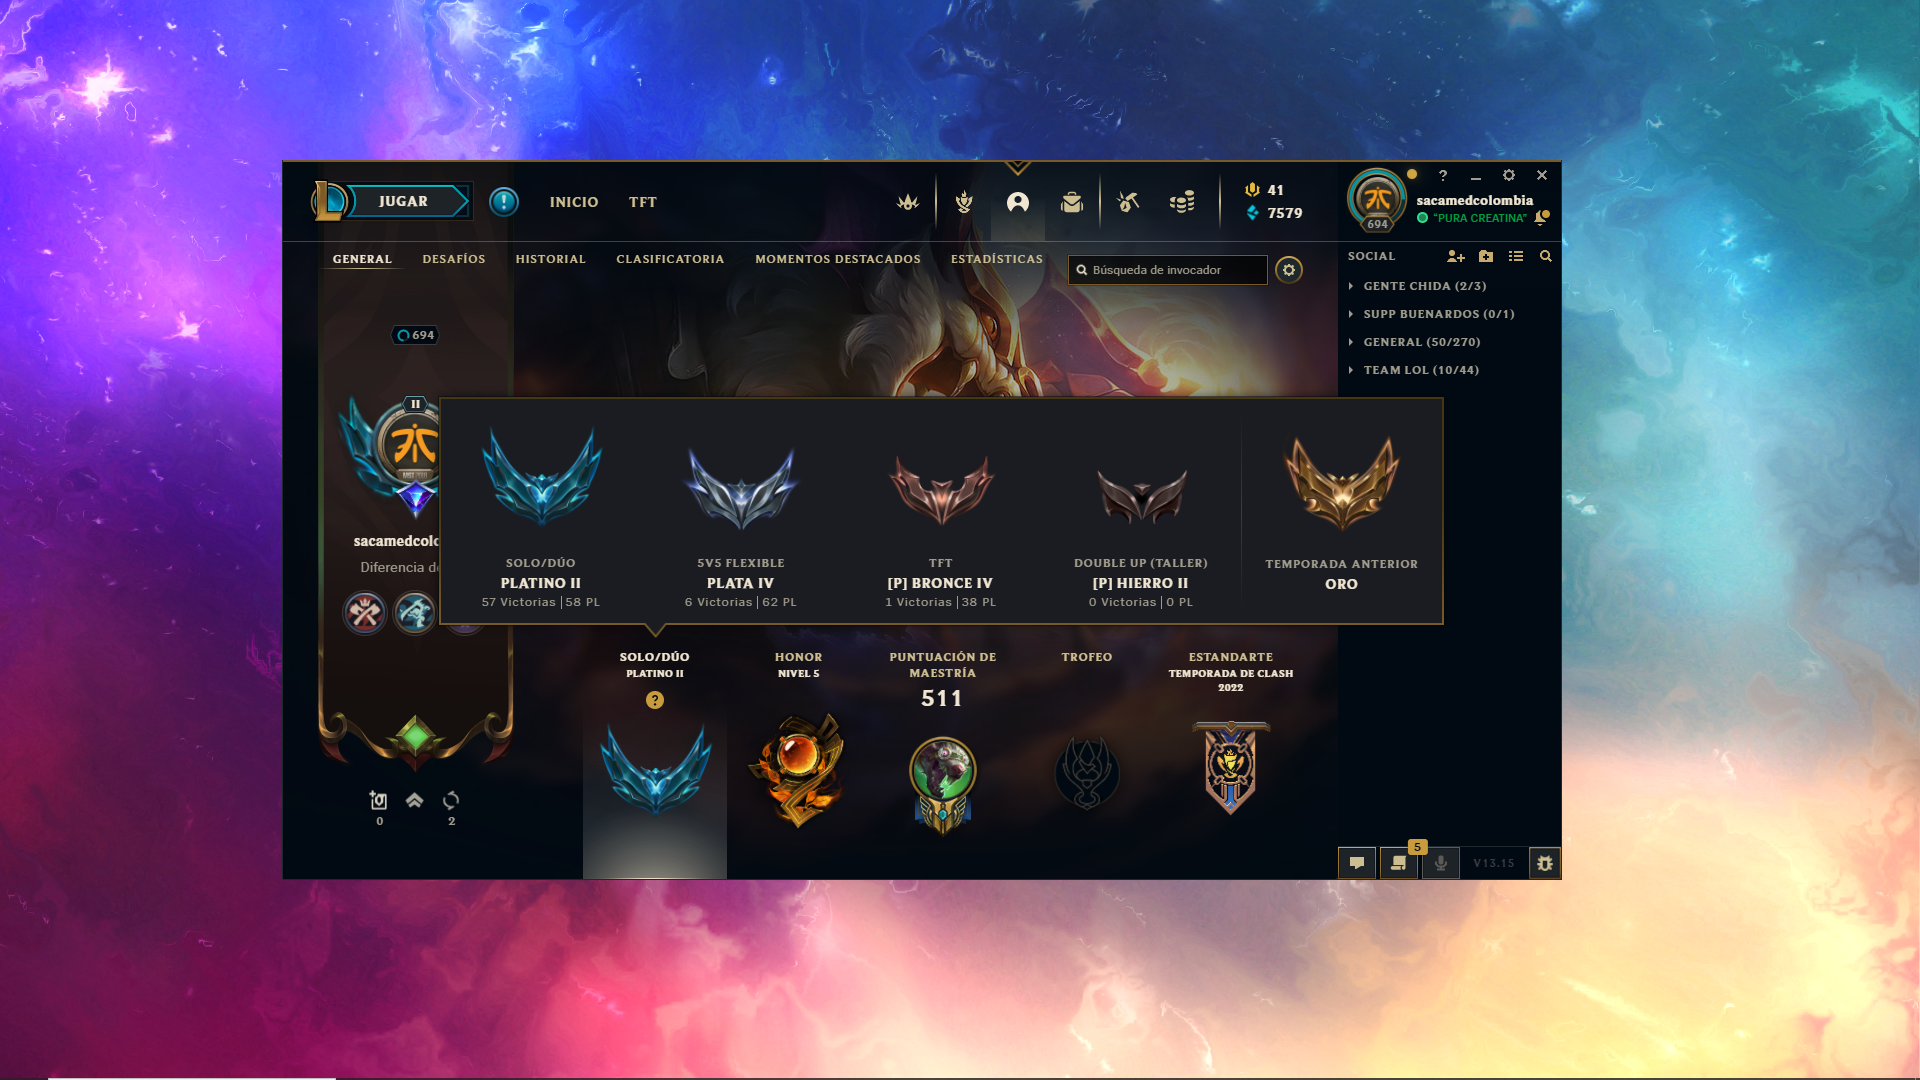 JUGAR
INICIO
TFT
41
7579
694
?
sacamedcolombia
"PURA CREATINA"
GENERAL
DESAFÍOS
HISTORIAL
CLASIFICATORIA
MOMENTOS DESTACADOS
ESTADÍSTICAS
Búsqueda de invocador
SOCIAL
GENTE CHIDA (2/3)
SUPP BUENARDOS (0/1)
GENERAL (50/270)
TEAM LOL (10/44)
694
II
sacamedcolo
Diferencia de
SOLO/DÚO
PLATINO II
57 Victorias | 58 PL
5V5 FLEXIBLE
PLATA IV
6 Victorias | 62 PL
TFT
[P] BRONCE IV
1 Victorias | 38 PL
DOUBLE UP (TALLER)
[P] HIERRO II
0 Victorias | 0 PL
TEMPORADA ANTERIOR
ORO
SOLO/DÚO
PLATINO II
?
HONOR
NIVEL 5
PUNTUACIÓN DE
MAESTRÍA
511
TROFEO
ESTANDARTE
TEMPORADA DE CLASH
2022
0
2
5
V13.15